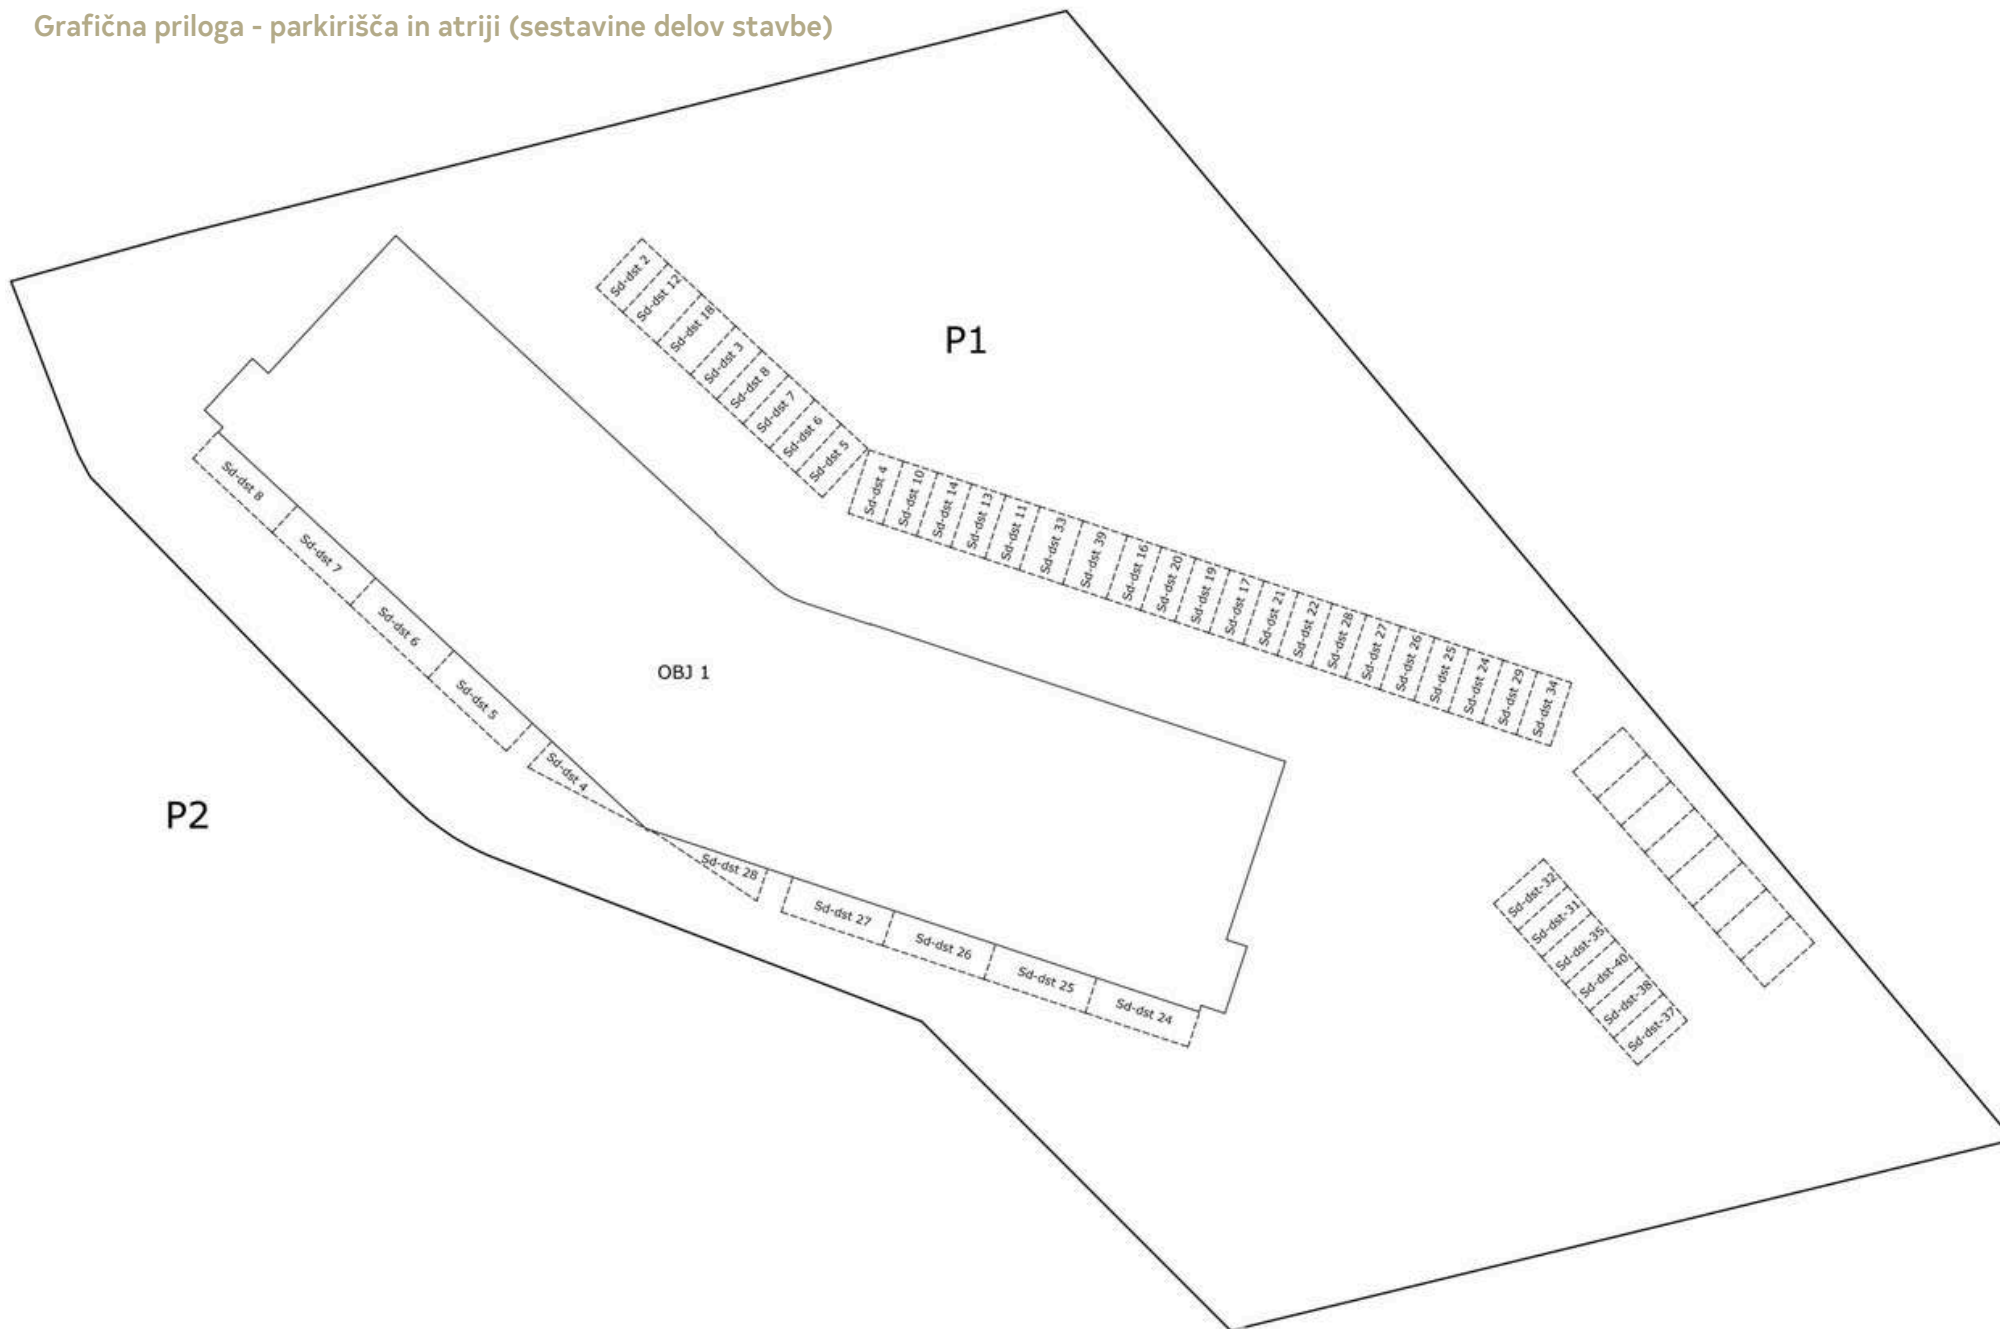 Grafična priloga - parkirišča in atriji (sestavine delov stavbe)
Sd-dst 2
Sd-dst 12
Sd-dst 18
Sd-dst 3
Sd-dst 8
Sd-dst 7
Sd-dst 6
Sd-dst 5
P1
Sd-dst 4
Sd-dst 10
Sd-dst 14
Sd-dst 13
Sd-dst 11
Sd-dst 33
Sd-dst 39
Sd-dst 16
Sd-dst 20
Sd-dst 19
Sd-dst 17
Sd-dst 21
Sd-dst 22
Sd-dst 28
Sd-dst 27
Sd-dst 26
Sd-dst 25
Sd-dst 24
Sd-dst 29
Sd-dst 34
Sd-dst 8
Sd-dst 7
Sd-dst 6
Sd-dst 5
Sd-dst 4
OBJ 1
P2
Sd-dst 28
Sd-dst 27
Sd-dst 26
Sd-dst 25
Sd-dst 24
Sd-dst-32
Sd-dst-31
Sd-dst-35
Sd-dst-40
Sd-dst-38
Sd-dst-37